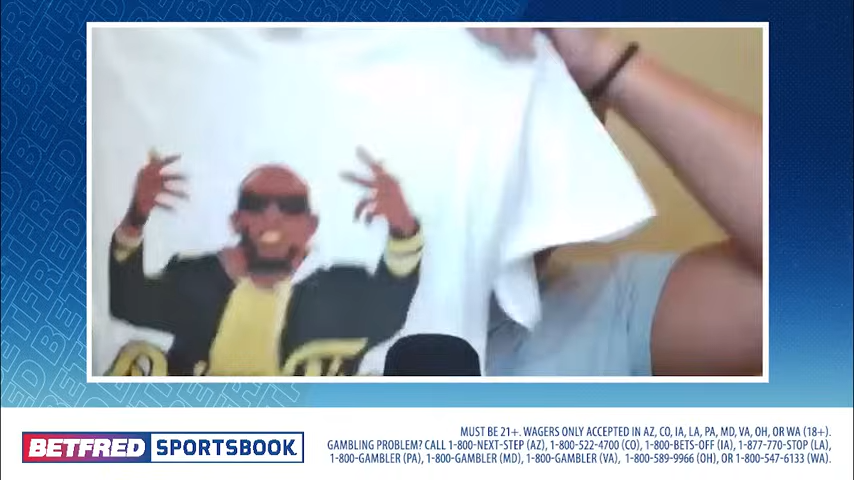 BETFRED SPORTSBOOK
MUST BE 21+. WAGERS ONLY ACCEPTED IN AZ, CO, IA, LA, PA, MD, VA, OH, OR WA (18+).
GAMBLING PROBLEM? CALL 1-800-NEXT-STEP (AZ), 1-800-522-4700 (CO), 1-800-BETS-OFF (IA), 1-877-770-STOP (LA),
1-800-GAMBLER (PA), 1-800-GAMBLER (MD), 1-800-GAMBLER (VA), 1-800-589-9966 (OH), OR 1-800-547-6133 (WA).